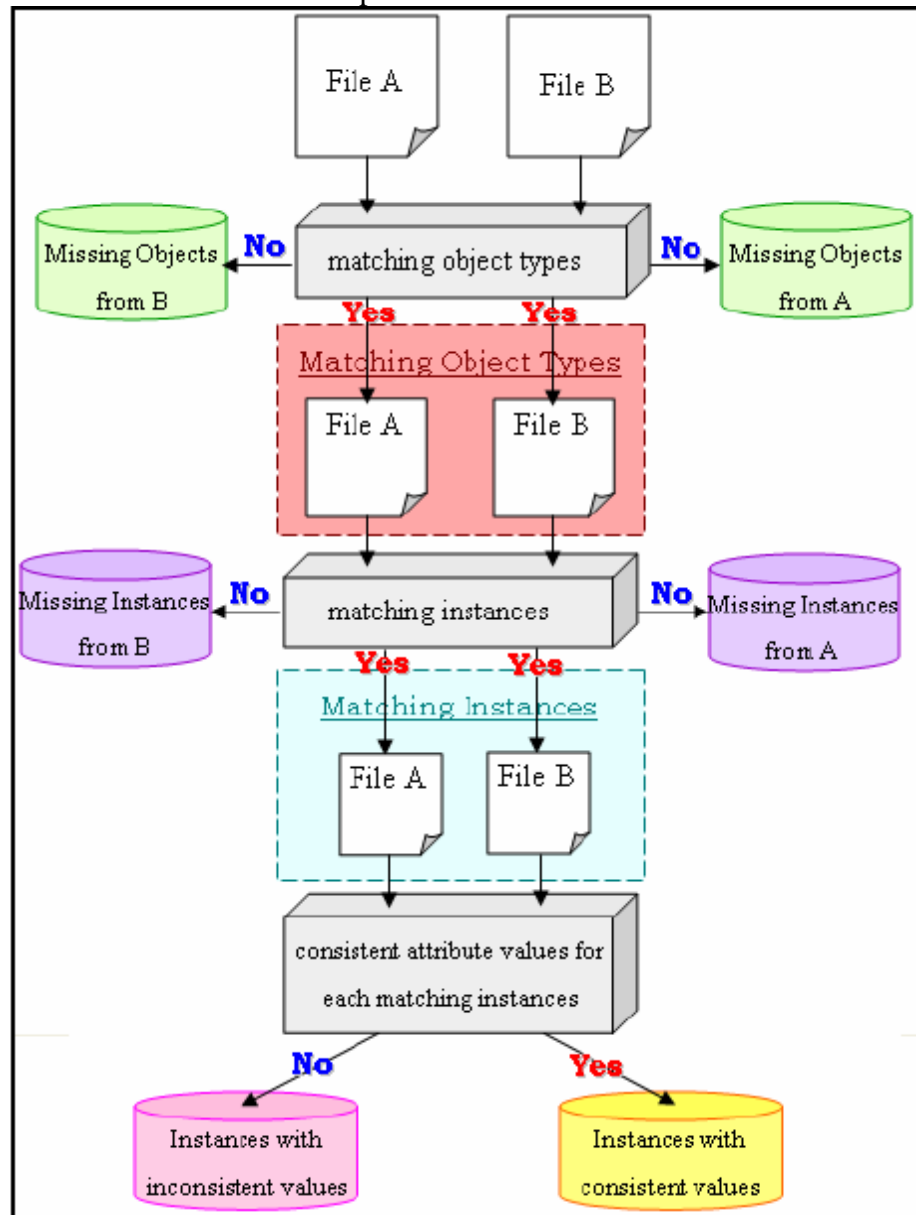 File A
File B
No
No
Missing Objects
from B
matching object types
Missing Objects
from A
Yes
Yes
Matching Object Types
File A
File B
No
No
Missing Instances
from B
matching instances
Missing Instances
from A
Yes
Yes
Matching Instances
File A
File B
consistent attribute values for
each matching instances
No
Yes
Instances with
inconsistent values
Instances with
consistent values